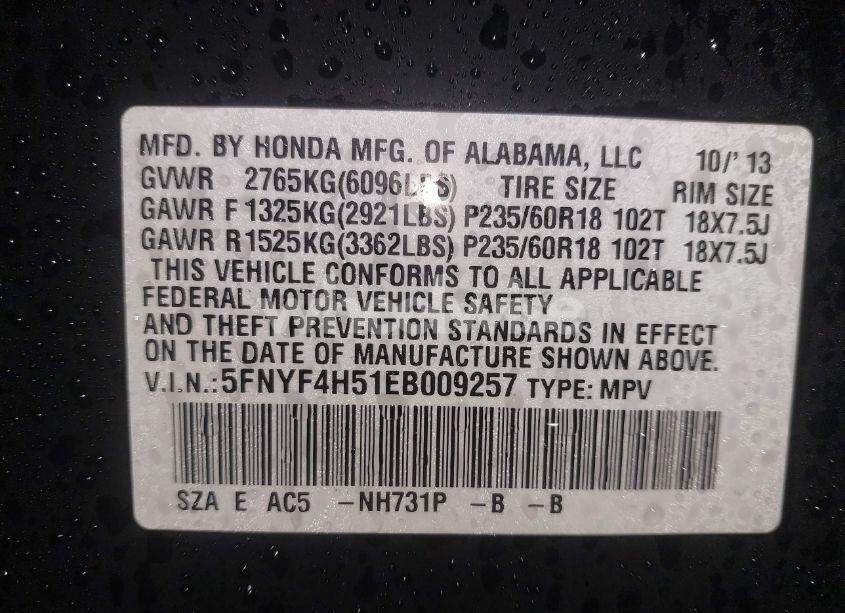 MFD. BY HONDA MFG. OF ALABAMA, LLC 10/' 13
GVWR 2765KG(6096LBS) TIRE SIZE RIM SIZE
GAWR F 1325KG(2921LBS) P235/60R18 102T 18X7.5J
GAWR R 1525KG(3362LBS) P235/60R18 102T 18X7.5J
THIS VEHICLE CONFORMS TO ALL APPLICABLE
FEDERAL MOTOR VEHICLE SAFETY
AND THEFT PREVENTION STANDARDS IN EFFECT
ON THE DATE OF MANUFACTURE SHOWN ABOVE.
V.I.N.:5FNYF4H51EB009257 TYPE: MPV
SZA E AC5 -NH731P -B -B